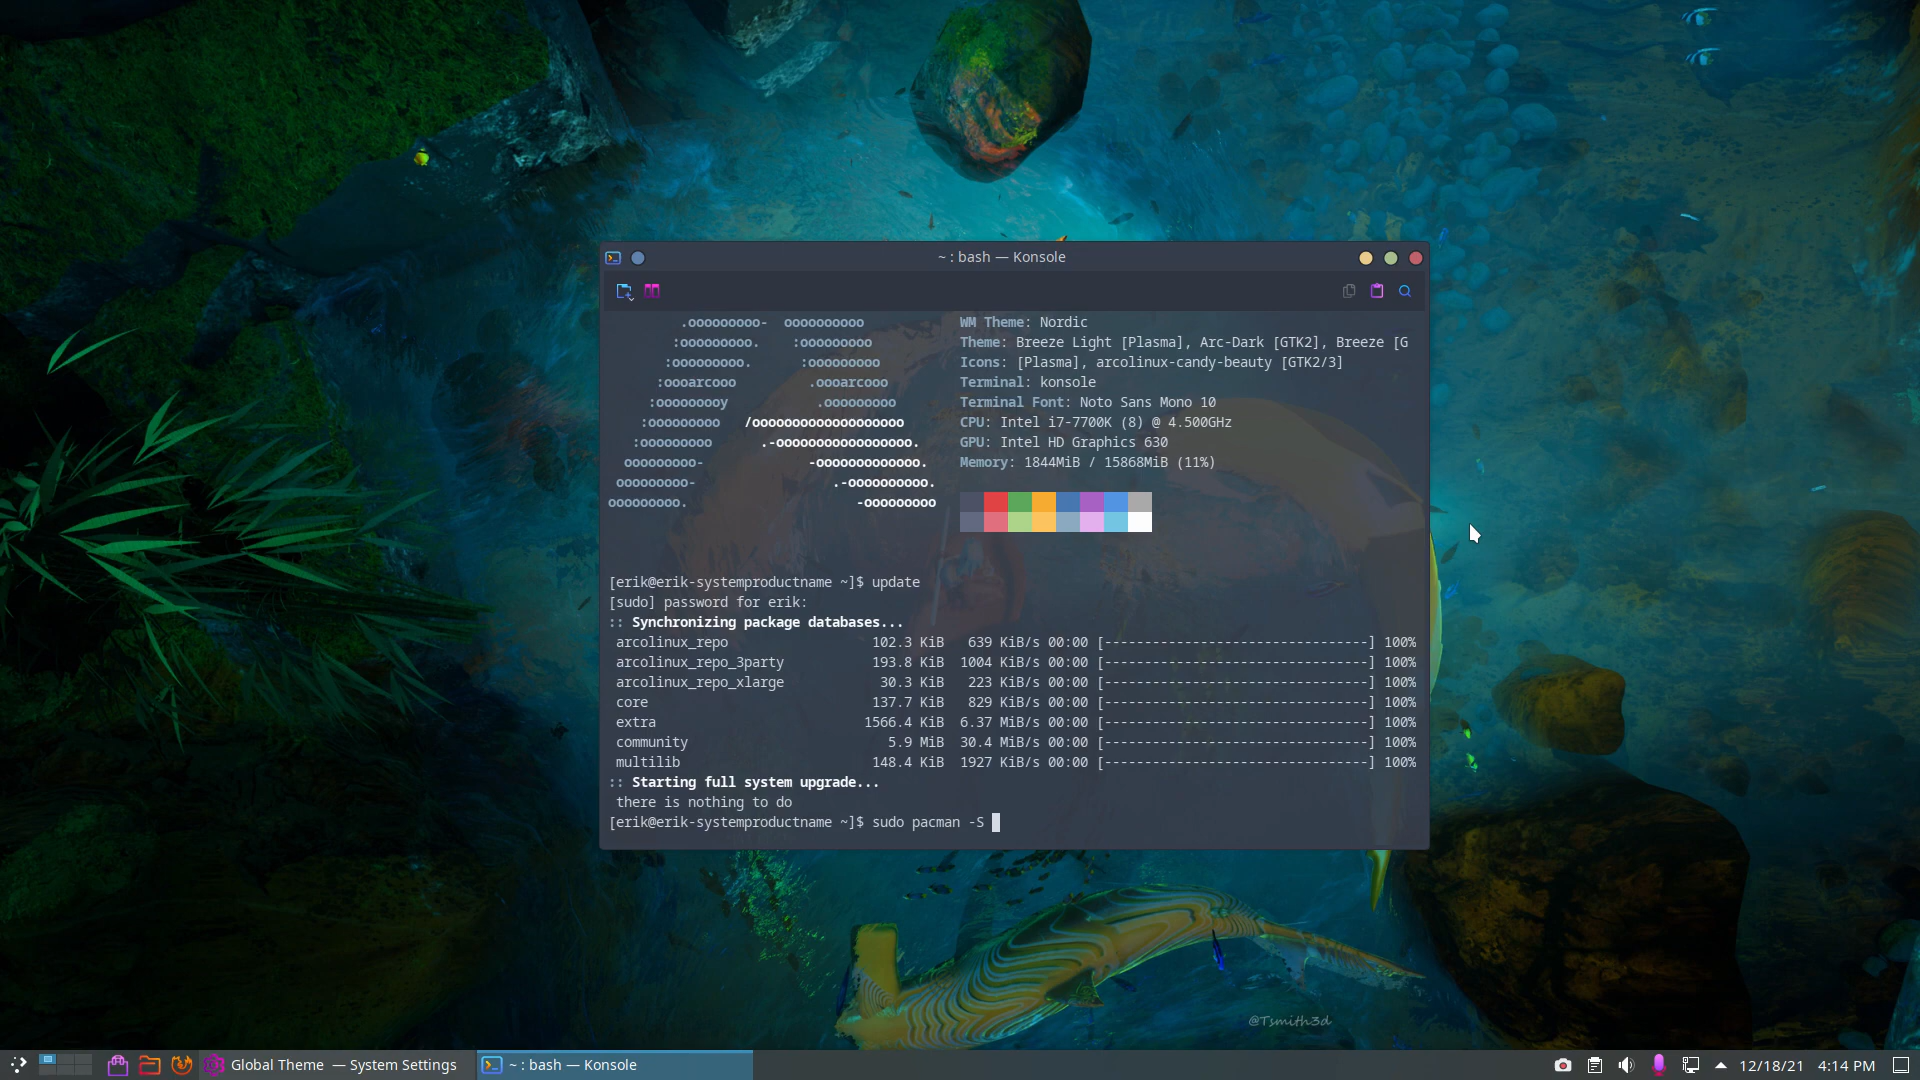 ~ : bash — Konsole
.ooooooooo-  oooooooooo  WM Theme: Nordic
:ooooooooo.    :ooooooooo  Theme: Breeze Light [Plasma], Arc-Dark [GTK2], Breeze [G
:ooooooooo.      :ooooooooo  Icons: [Plasma], arcolinux-candy-beauty [GTK2/3]
:oooarcooo         .oooarcooo  Terminal: konsole
:ooooooooy           .ooooooooo  Terminal Font: Noto Sans Mono 10
:ooooooooo   /ooooooooooooooooooo  CPU: Intel i7-7700K (8) @ 4.500GHz
:ooooooooo      .-ooooooooooooooooo.  GPU: Intel HD Graphics 630
ooooooooo-             -ooooooooooooo.  Memory: 1844MiB / 15868MiB (11%)
ooooooooo-                 .-oooooooooo.
ooooooooo.                     -ooooooooo
[erik@erik-systemproductname ~]$ update
[sudo] password for erik:
:: Synchronizing package databases...
arcolinux_repo 102.3 KiB 639 KiB/s 00:00 [---------------------------------] 100%
arcolinux_repo_3party 193.8 KiB 1004 KiB/s 00:00 [---------------------------------] 100%
arcolinux_repo_xlarge 30.3 KiB 223 KiB/s 00:00 [---------------------------------] 100%
core 137.7 KiB 829 KiB/s 00:00 [---------------------------------] 100%
extra 1566.4 KiB 6.37 MiB/s 00:00 [---------------------------------] 100%
community 5.9 MiB 30.4 MiB/s 00:00 [---------------------------------] 100%
multilib 148.4 KiB 1927 KiB/s 00:00 [---------------------------------] 100%
:: Starting full system upgrade...
there is nothing to do
[erik@erik-systemproductname ~]$ sudo pacman -S
@Tsmith3d
Global Theme — System Settings ~ : bash — Konsole 12/18/21 4:14 PM